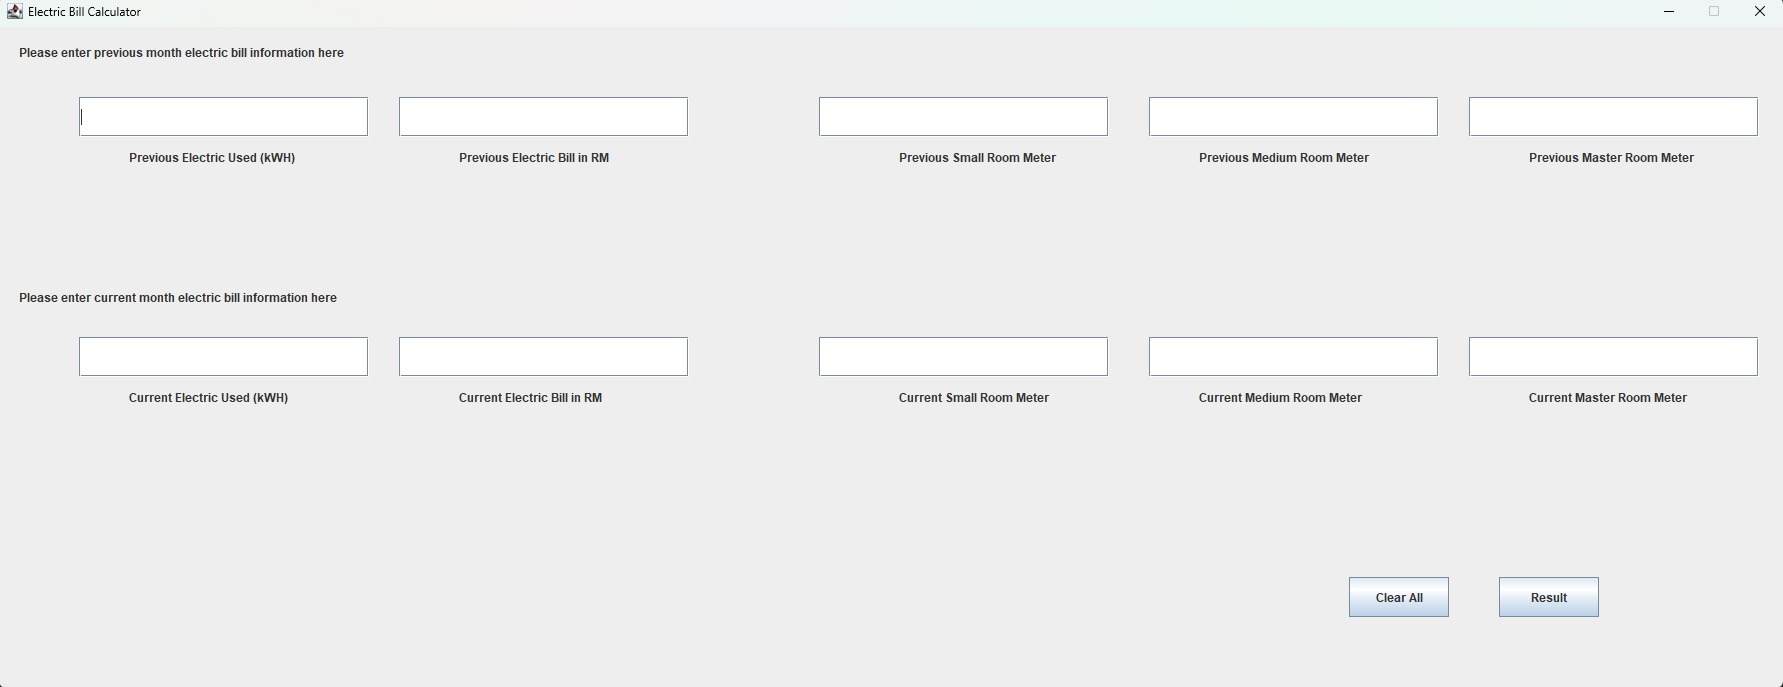 Electric Bill Calculator
Please enter previous month electric bill information here
Previous Electric Used (kWH)
Previous Electric Bill in RM
Previous Small Room Meter
Previous Medium Room Meter
Previous Master Room Meter
Please enter current month electric bill information here
Current Electric Used (kWH)
Current Electric Bill in RM
Current Small Room Meter
Current Medium Room Meter
Current Master Room Meter
Clear All
Result